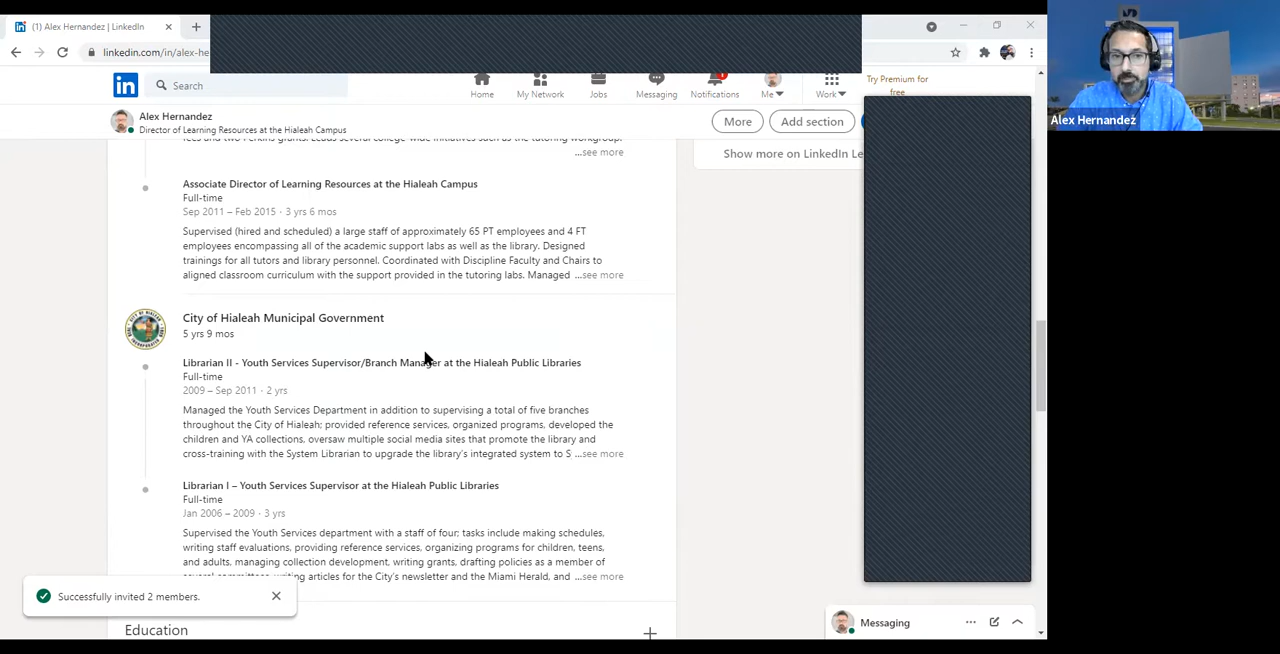 (1) Alex Hernandez | LinkedIn
linkedin.com/in/alex-he
Search
Home
My Network
Jobs
Messaging
Notifications
Me
Work
Try Premium for
free
Alex Hernandez
Director of Learning Resources at the Hialeah Campus
More
Add section
Show more on LinkedIn Le
...see more
Associate Director of Learning Resources at the Hialeah Campus
Full-time
Sep 2011 – Feb 2015 · 3 yrs 6 mos
Supervised (hired and scheduled) a large staff of approximately 65 PT employees and 4 FT
employees encompassing all of the academic support labs as well as the library. Designed
trainings for all tutors and library personnel. Coordinated with Discipline Faculty and Chairs to
aligned classroom curriculum with the support provided in the tutoring labs. Managed ...see more
City of Hialeah Municipal Government
5 yrs 9 mos
Librarian II - Youth Services Supervisor/Branch Manager at the Hialeah Public Libraries
Full-time
2009 – Sep 2011 · 2 yrs
Managed the Youth Services Department in addition to supervising a total of five branches
throughout the City of Hialeah; provided reference services, organized programs, developed the
children and YA collections, oversaw multiple social media sites that promote the library and
cross-training with the System Librarian to upgrade the library's integrated system to S ...see more
Librarian I – Youth Services Supervisor at the Hialeah Public Libraries
Full-time
Jan 2006 – 2009 · 3 yrs
Supervised the Youth Services department with a staff of four; tasks include making schedules,
writing staff evaluations, providing reference services, organizing programs for children, teens,
and adults, managing collection development, writing grants, drafting policies as a member of
several committees, writing articles for the City's newsletter and the Miami Herald, and ...see more
Successfully invited 2 members.
Education
Messaging
Alex Hernandez